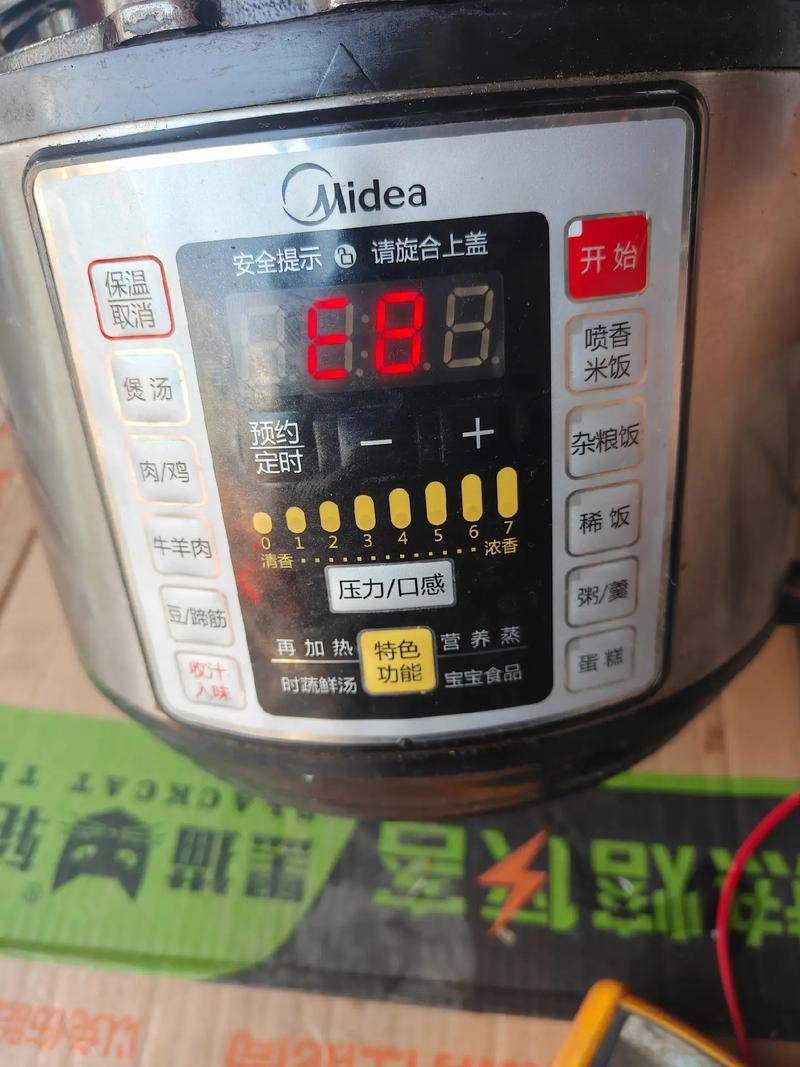 Midea
安全提示 请旋合上盖
E8
保温
取消
煲汤
肉/鸡
牛羊肉
豆/蹄筋
收汁
入味
预约
定时
－ ＋
0 1 2 3 4 5 6 7
清香 浓香
压力/口感
再加热
时蔬鲜汤
特色
功能
营养蒸
宝宝食品
开始
喷香
米饭
杂粮饭
稀饭
粥/羹
蛋糕
BLACKCAT
黑猫